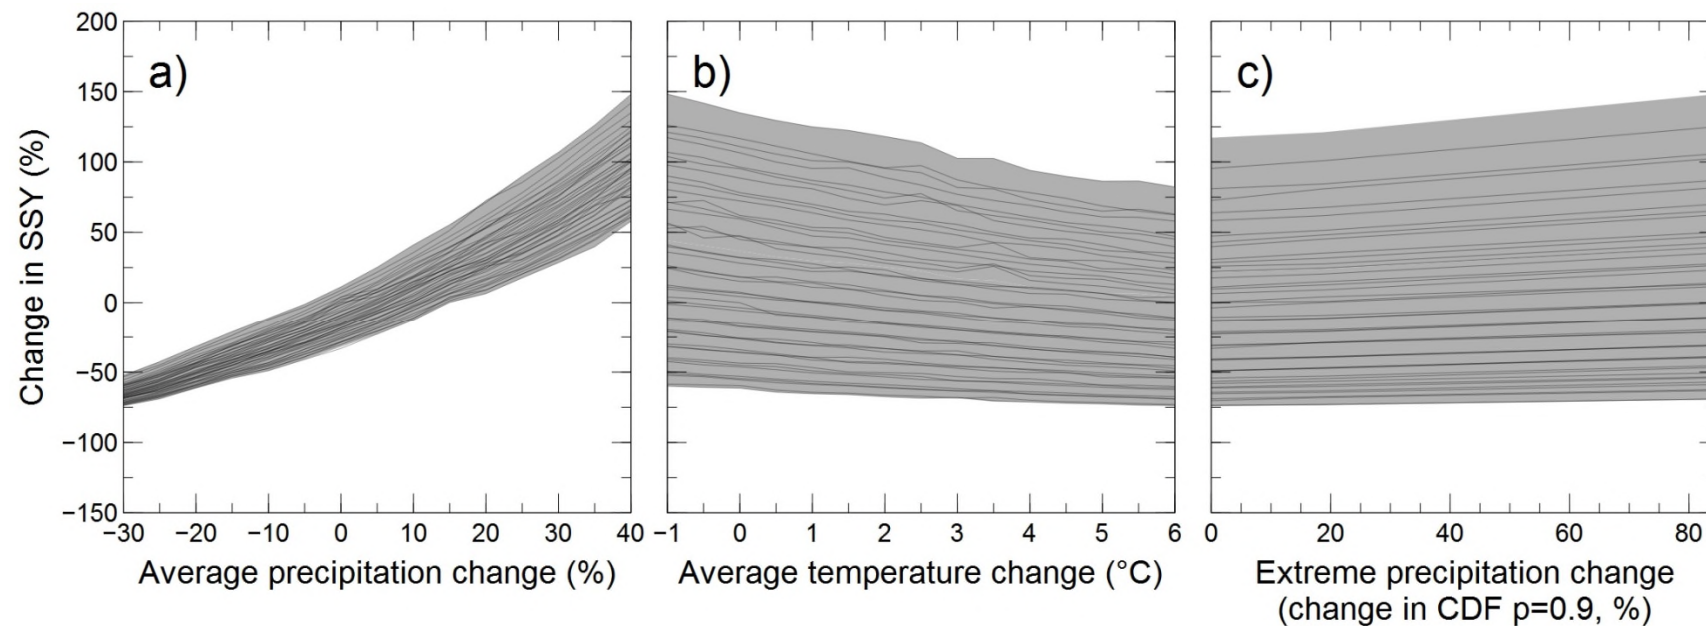 200
150
100
50
0
−50
−100
−150
Change in SSY (%)
a)
−30 −20 −10 0 10 20 30 40
Average precipitation change (%)
b)
−1 0 1 2 3 4 5 6
Average temperature change (°C)
c)
0 20 40 60 80
Extreme precipitation change
(change in CDF p=0.9, %)